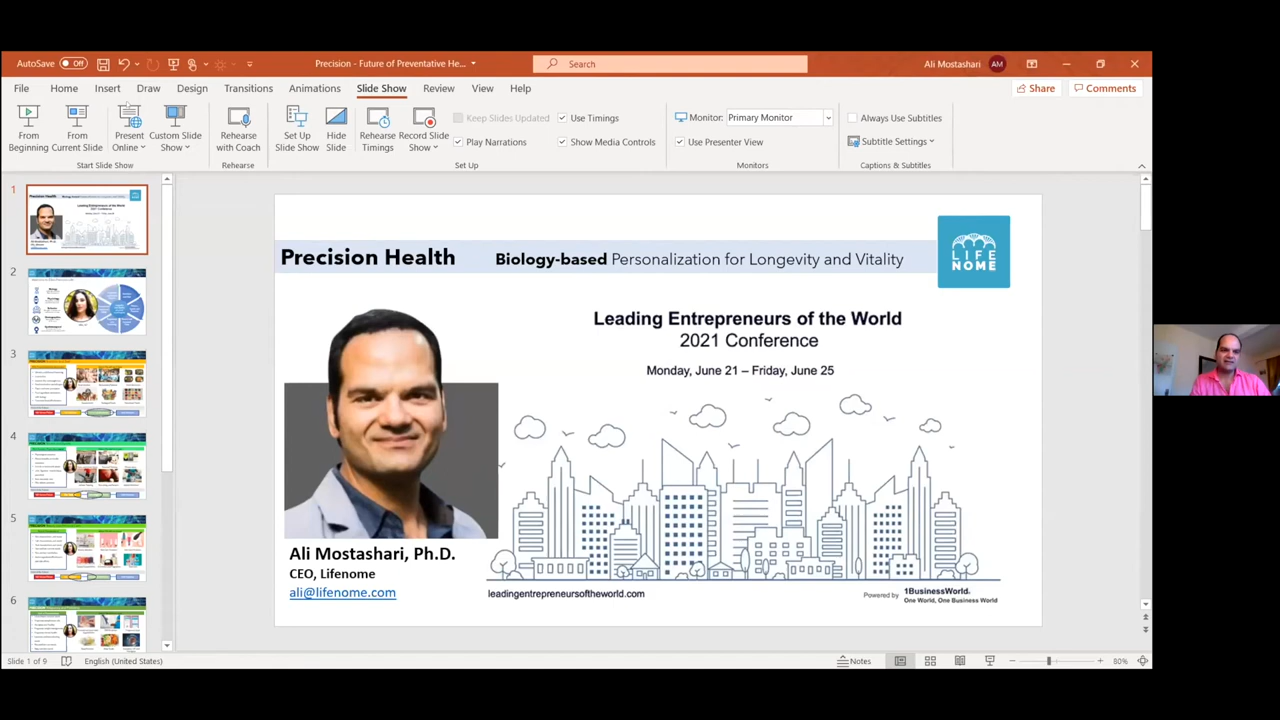 AutoSave Off Precision - Future of Preventative He... Search Ali Mostashari AM
File Home Insert Draw Design Transitions Animations Slide Show Review View Help Share Comments
From Beginning
From Current Slide
Present Online
Custom Slide Show
Start Slide Show
Rehearse with Coach
Rehearse
Set Up Slide Show
Hide Slide
Rehearse Timings
Record Slide Show
Keep Slides Updated
Play Narrations
Use Timings
Show Media Controls
Set Up
Monitor: Primary Monitor
Use Presenter View
Monitors
Always Use Subtitles
Subtitle Settings
Captions & Subtitles
1
2
3
4
5
6
Precision Health Biology-based Personalization for Longevity and Vitality
LIFE
NOME
Leading Entrepreneurs of the World
2021 Conference
Monday, June 21 – Friday, June 25
Ali Mostashari, Ph.D.
CEO, Lifenome
ali@lifenome.com
leadingentrepreneursoftheworld.com
Powered by 1BusinessWorld.
One World, One Business World
Slide 1 of 9 English (United States) Notes 80%